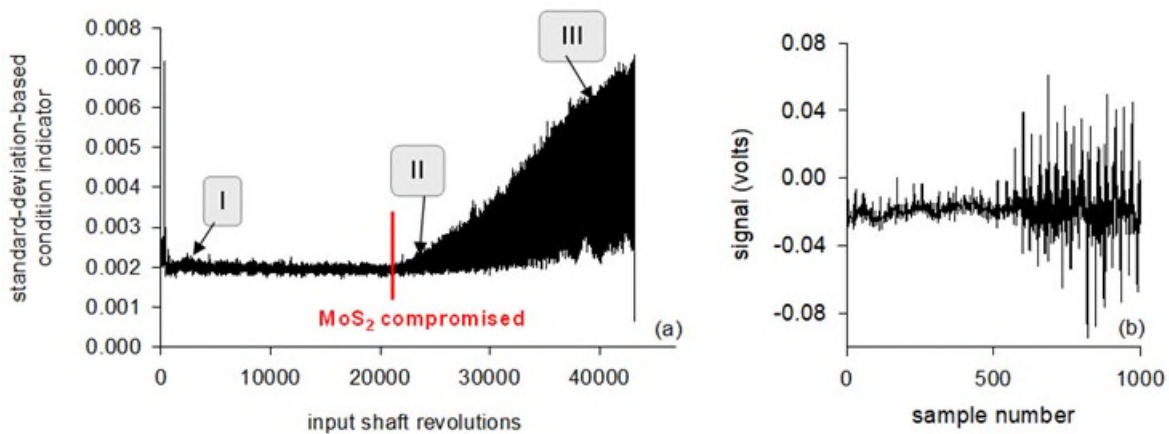 0.008
0.007
0.006
0.005
0.004
0.003
0.002
0.001
0.000
standard-deviation-based
condition indicator
I
II
III
MoS₂ compromised
(a)
0 10000 20000 30000 40000
input shaft revolutions
0.08
0.04
0.00
-0.04
-0.08
signal (volts)
(b)
0 500 1000
sample number